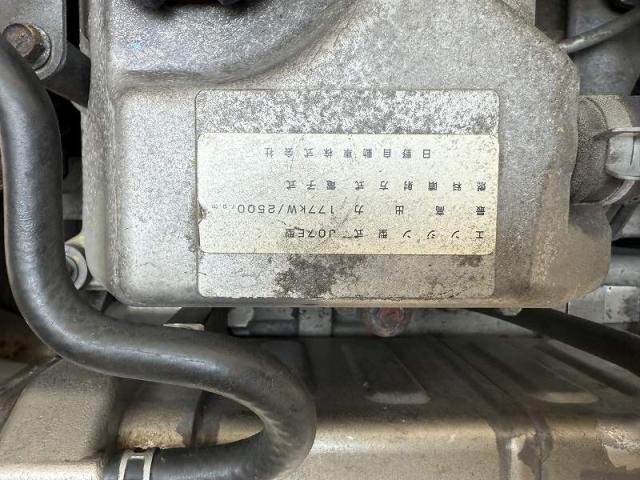 エンジン型式 J07E型
最高出力 177kW/2500r.p.m
燃料噴射方式 電子式
日野自動車株式会社